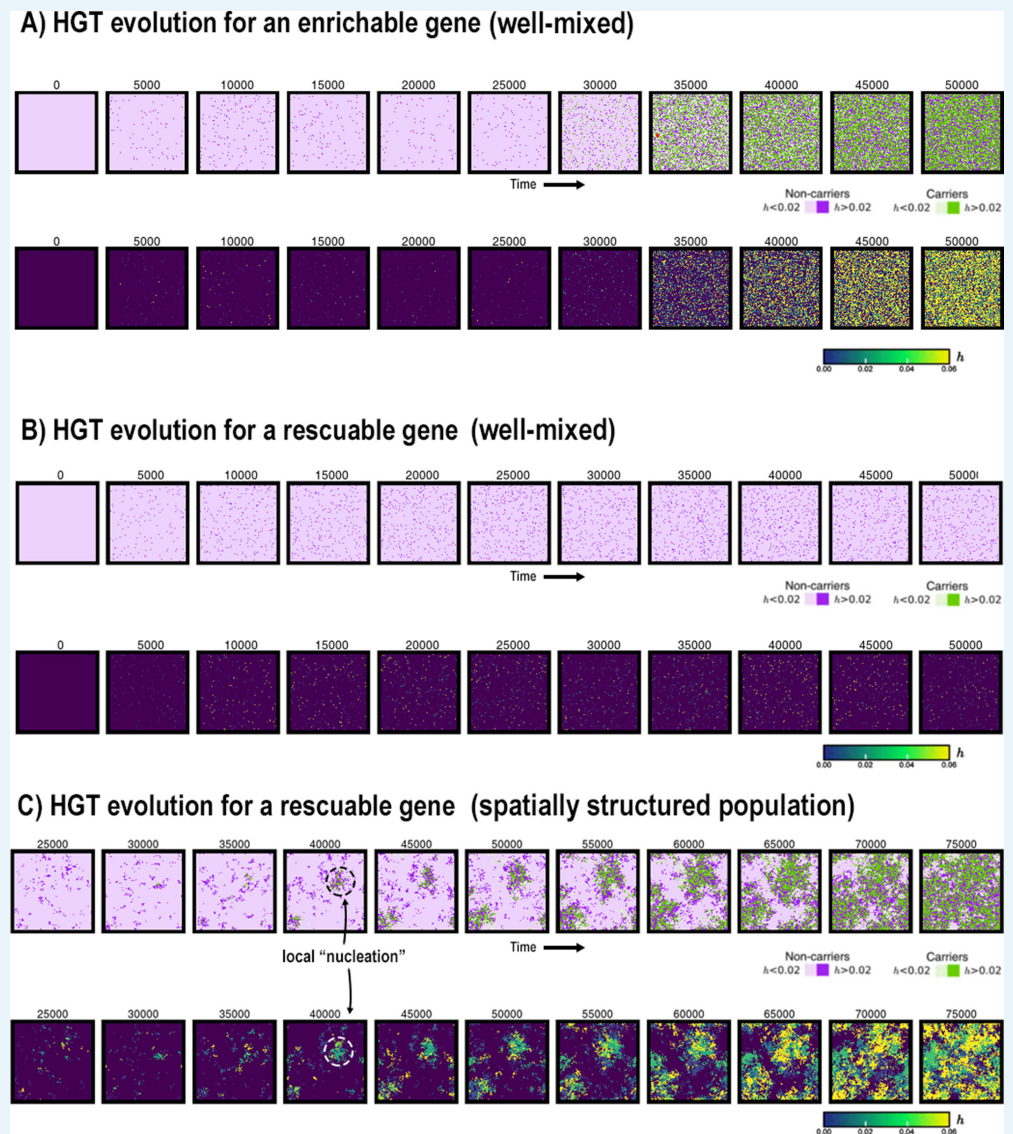 A) HGT evolution for an enrichable gene (well-mixed)
0 5000 10000 15000 20000 25000 30000 35000 40000 45000 50000
Time
Non-carriers Carriers
h<0.02 h>0.02 h<0.02 h>0.02
0 5000 10000 15000 20000 25000 30000 35000 40000 45000 50000
h
0.00 0.02 0.04 0.06
B) HGT evolution for a rescuable gene (well-mixed)
0 5000 10000 15000 20000 25000 30000 35000 40000 45000 5000(
Time
Non-carriers Carriers
h<0.02 h>0.02 h<0.02 h>0.02
0 5000 10000 15000 20000 25000 30000 35000 40000 45000 50000
h
0.00 0.02 0.04 0.06
C) HGT evolution for a rescuable gene (spatially structured population)
25000 30000 35000 40000 45000 50000 55000 60000 65000 70000 75000
local “nucleation”
Time
Non-carriers Carriers
h<0.02 h>0.02 h<0.02 h>0.02
25000 30000 35000 40000 45000 50000 55000 60000 65000 70000 75000
h
0.00 0.02 0.04 0.06